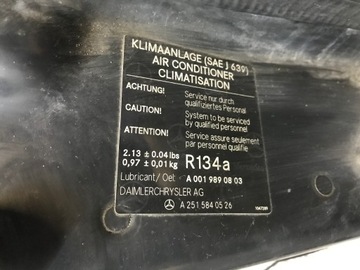 KLIMAANLAGE (SAE J 639)
AIR CONDITIONER
CLIMATISATION
ACHTUNG! Service nur durch
qualifiziertes Personal
CAUTION! System to be serviced
by qualified personnel
ATTENTION! Service assuré seulement
par personnel qualifié
2.13 ± 0.04 lbs
0,97 ± 0,01 kg R134a
Lubricant/Oel: A 001 989 08 03
DAIMLERCHRYSLER AG
A 251 584 05 26